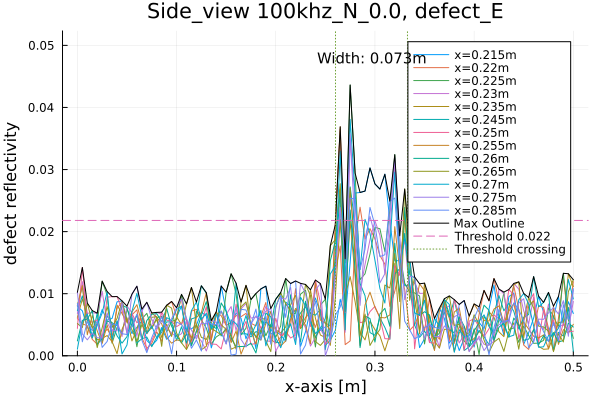 Side_view 100khz_N_0.0, defect_E
Width: 0.073m
x=0.215m
x=0.22m
x=0.225m
x=0.23m
x=0.235m
x=0.245m
x=0.25m
x=0.255m
x=0.26m
x=0.265m
x=0.27m
x=0.275m
x=0.285m
Max Outline
Threshold 0.022
Threshold crossing
defect reflectivity
0.05
0.04
0.03
0.02
0.01
0.00
0.0
0.1
0.2
0.3
0.4
0.5
x-axis [m]